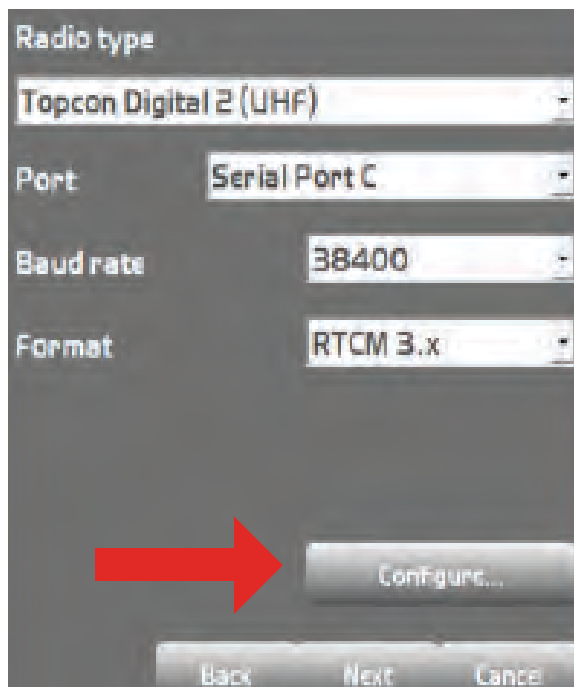 Radio type
Topcon Digital 2 (UHF)
Port Serial Port C
Baud rate 38400
Format RTCM 3.x
Configure...
Back Next Cancel